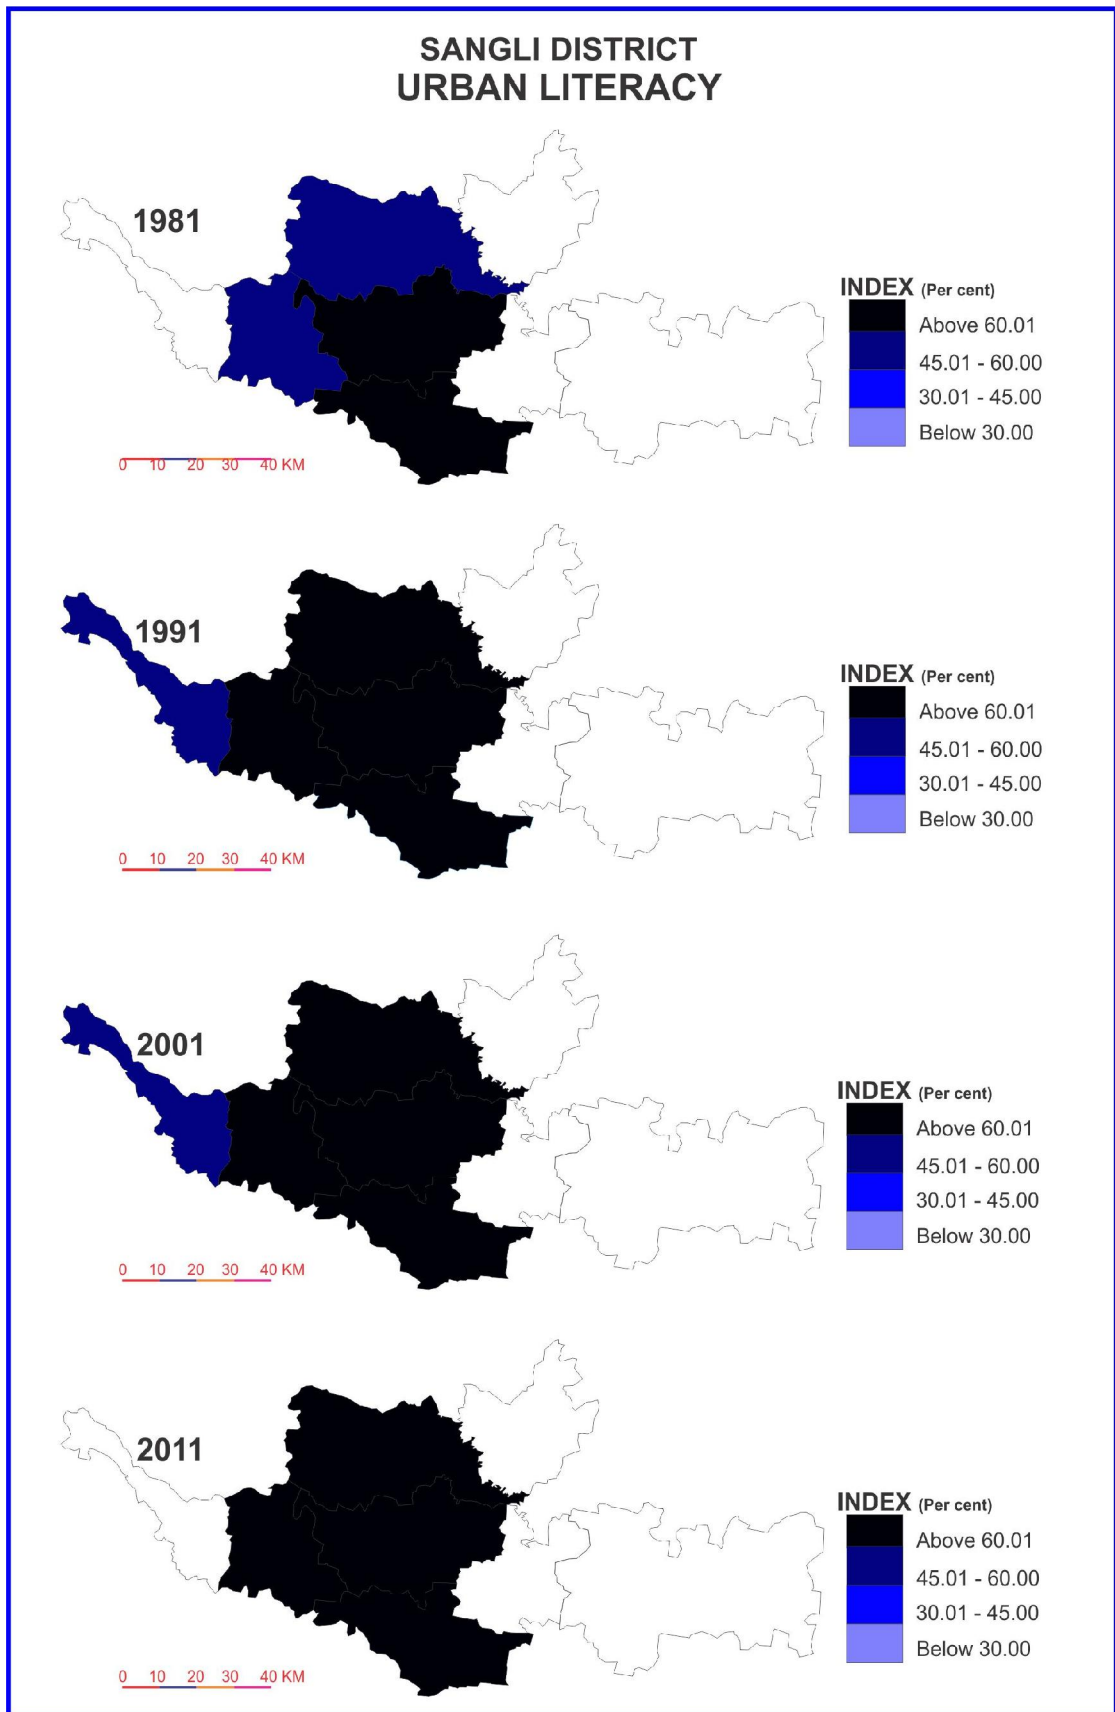 SANGLI DISTRICT
URBAN LITERACY
1981
INDEX (Per cent)
Above 60.01
45.01 - 60.00
30.01 - 45.00
Below 30.00
0 10 20 30 40 KM
1991
INDEX (Per cent)
Above 60.01
45.01 - 60.00
30.01 - 45.00
Below 30.00
0 10 20 30 40 KM
2001
INDEX (Per cent)
Above 60.01
45.01 - 60.00
30.01 - 45.00
Below 30.00
0 10 20 30 40 KM
2011
INDEX (Per cent)
Above 60.01
45.01 - 60.00
30.01 - 45.00
Below 30.00
0 10 20 30 40 KM